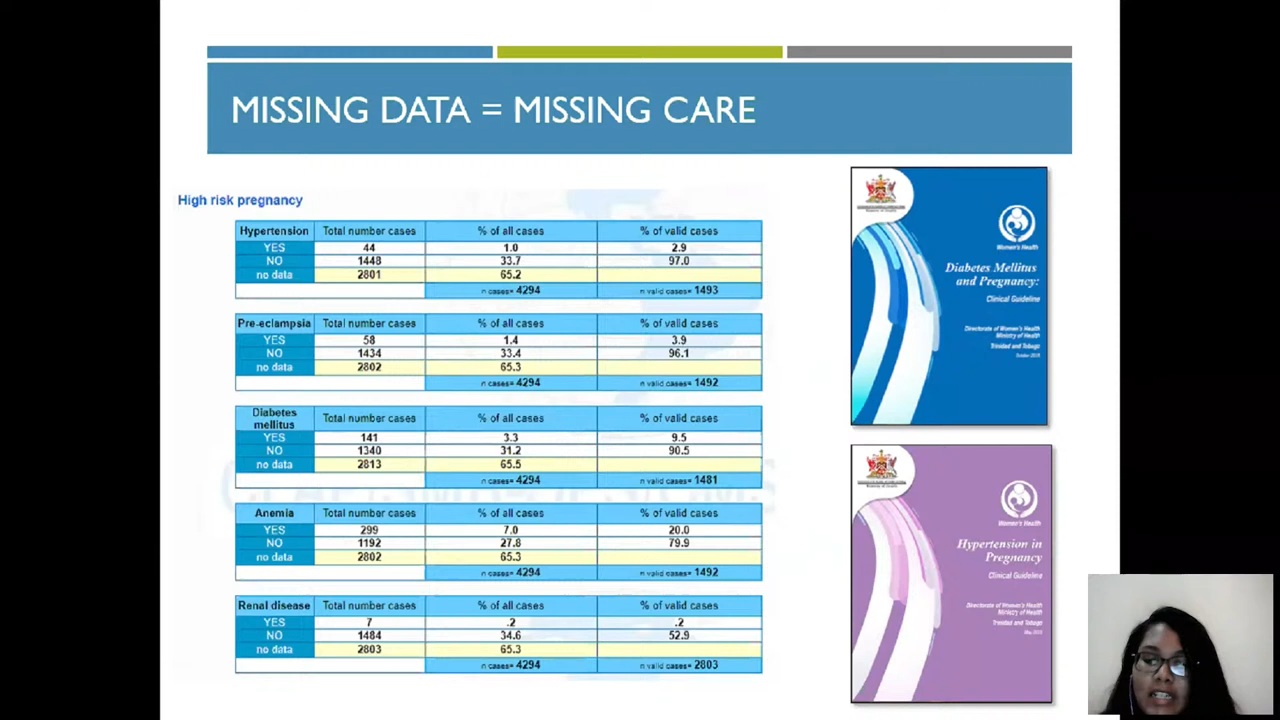 MISSING DATA = MISSING CARE
High risk pregnancy
Hypertension Total number cases % of all cases % of valid cases
YES 44 1.0 2.9
NO 1448 33.7 97.0
no data 2801 65.2
n cases= 4294 n valid cases= 1493
Pre-eclampsia Total number cases % of all cases % of valid cases
YES 58 1.4 3.9
NO 1434 33.4 96.1
no data 2802 65.3
n cases= 4294 n valid cases= 1492
Diabetes
mellitus Total number cases % of all cases % of valid cases
YES 141 3.3 9.5
NO 1340 31.2 90.5
no data 2813 65.5
n cases= 4294 n valid cases= 1481
Anemia Total number cases % of all cases % of valid cases
YES 299 7.0 20.0
NO 1192 27.8 79.9
no data 2802 65.3
n cases= 4294 n valid cases= 1492
Renal disease Total number cases % of all cases % of valid cases
YES 7 .2 .2
NO 1484 34.6 52.9
no data 2803 65.3
n cases= 4294 n valid cases= 2803
Women's Health
Diabetes Mellitus
and Pregnancy:
Clinical Guideline
Directorate of Women's Health
Ministry of Health
Trinidad and Tobago
Women's Health
Hypertension in
Pregnancy
Clinical Guideline
Directorate of Women's Health
Ministry of Health
Trinidad and Tobago